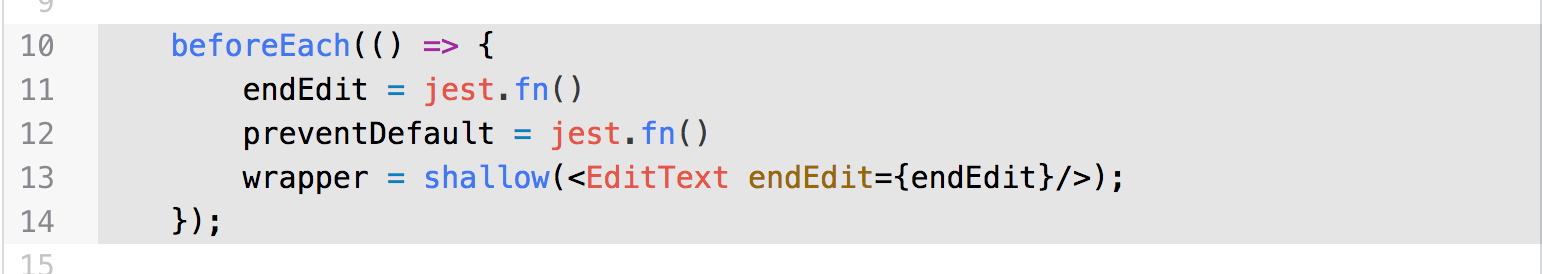 9
10 beforeEach(() => {
11 endEdit = jest.fn()
12 preventDefault = jest.fn()
13 wrapper = shallow(<EditText endEdit={endEdit}/>);
14 });
15